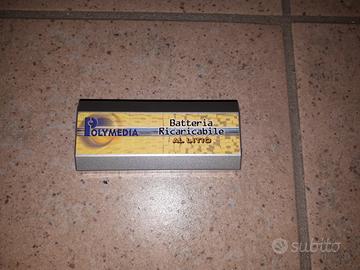 POLYMEDIA
Batteria
Ricaricabile
AL LITIO
subito